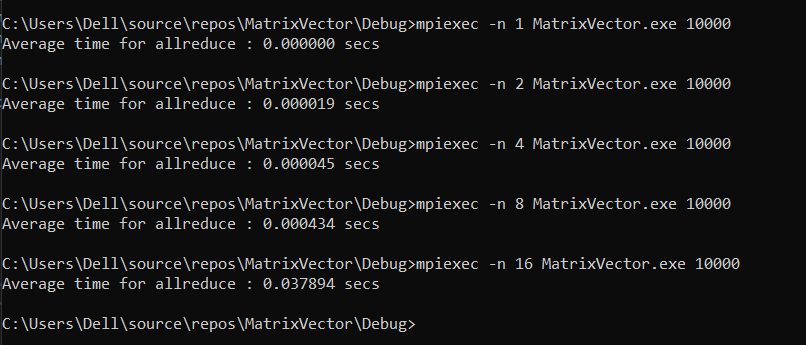 C:\Users\Dell\source\repos\MatrixVector\Debug>mpiexec -n 1 MatrixVector.exe 10000
Average time for allreduce : 0.000000 secs
C:\Users\Dell\source\repos\MatrixVector\Debug>mpiexec -n 2 MatrixVector.exe 10000
Average time for allreduce : 0.000019 secs
C:\Users\Dell\source\repos\MatrixVector\Debug>mpiexec -n 4 MatrixVector.exe 10000
Average time for allreduce : 0.000045 secs
C:\Users\Dell\source\repos\MatrixVector\Debug>mpiexec -n 8 MatrixVector.exe 10000
Average time for allreduce : 0.000434 secs
C:\Users\Dell\source\repos\MatrixVector\Debug>mpiexec -n 16 MatrixVector.exe 10000
Average time for allreduce : 0.037894 secs
C:\Users\Dell\source\repos\MatrixVector\Debug>